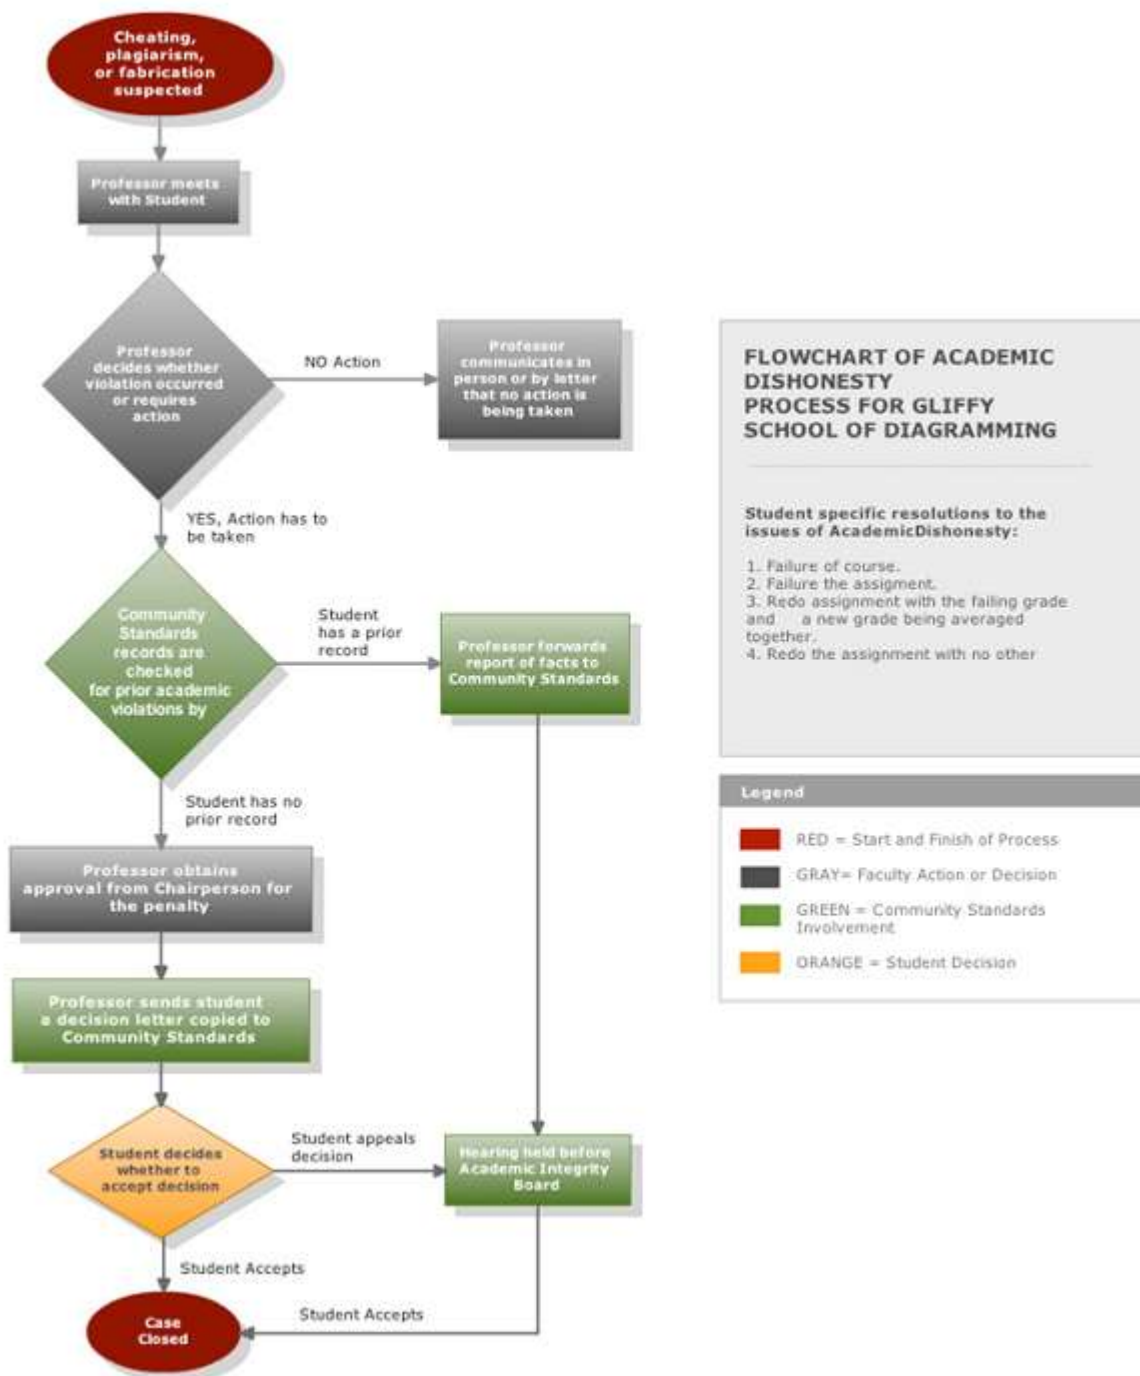 Cheating,
plagiarism,
or fabrication
suspected
Professor meets
with Student
Professor
decides whether
violation occurred
or requires
action
NO Action
Professor
communicates in
person or by letter
that no action is
being taken
YES, Action has to
be taken
Community
Standards
records are
checked
for prior academic
violations by
Student
has a prior
record
Professor forwards
report of facts to
Community Standards
Student has no
prior record
Professor obtains
approval from Chairperson for
the penalty
Professor sends student
a decision letter copied to
Community Standards
Student decides
whether to
accept decision
Student appeals
decision
Hearing held before
Academic Integrity
Board
Student Accepts
Student Accepts
Case
Closed
FLOWCHART OF ACADEMIC
DISHONESTY
PROCESS FOR GLIFFY
SCHOOL OF DIAGRAMMING
Student specific resolutions to the
issues of AcademicDishonesty:
1. Failure of course.
2. Failure the assigment.
3. Redo assignment with the failing grade
and a new grade being averaged
together.
4. Redo the assignment with no other
Legend
RED = Start and Finish of Process
GRAY= Faculty Action or Decision
GREEN = Community Standards
Involvement
ORANGE = Student Decision